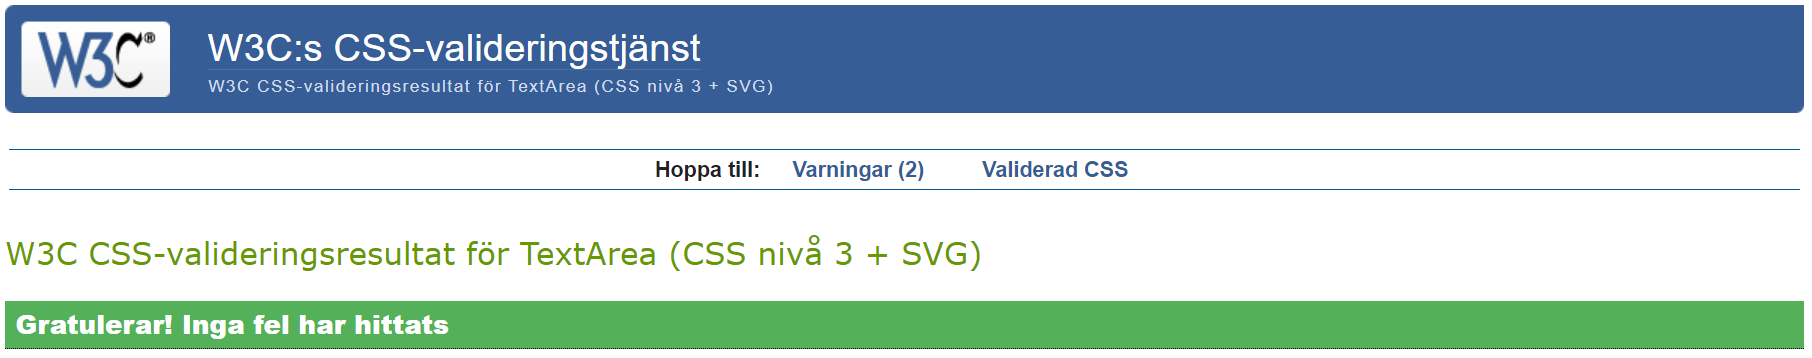 W3C®
W3C:s CSS-valideringstjänst
W3C CSS-valideringsresultat för TextArea (CSS nivå 3 + SVG)
Hoppa till: Varningar (2) Validerad CSS
W3C CSS-valideringsresultat för TextArea (CSS nivå 3 + SVG)
Gratulerar! Inga fel har hittats